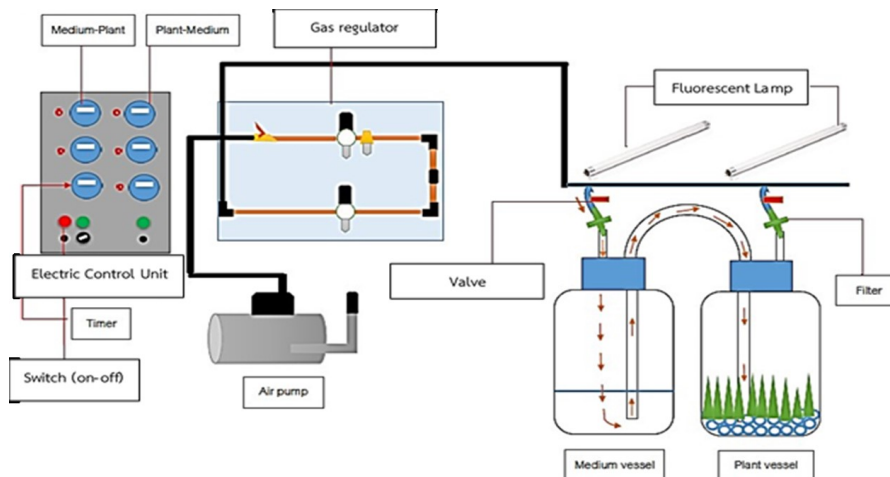 Medium-Plant
Plant-Medium
Gas regulator
Fluorescent Lamp
Electric Control Unit
Valve
Filter
Timer
Switch (on-off)
Air pump
Medium vessel
Plant vessel